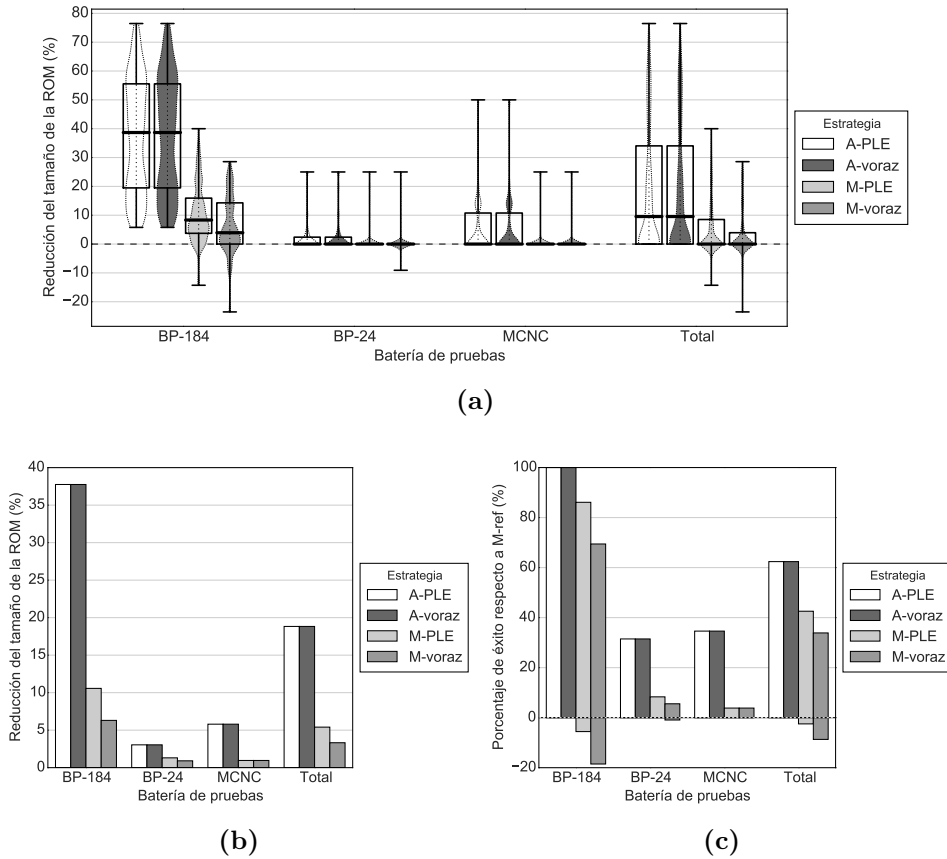 80
70
60
50
40
30
20
10
0
−10
−20
Reducción del tamaño de la ROM (%)
BP-184 BP-24 MCNC Total
Batería de pruebas
Estrategia
A-PLE
A-voraz
M-PLE
M-voraz
(a)
40
35
30
25
20
15
10
5
0
Reducción del tamaño de la ROM (%)
BP-184 BP-24 MCNC Total
Batería de pruebas
Estrategia
A-PLE
A-voraz
M-PLE
M-voraz
(b)
100
80
60
40
20
0
−20
Porcentaje de éxito respecto a M-ref (%)
BP-184 BP-24 MCNC Total
Batería de pruebas
Estrategia
A-PLE
A-voraz
M-PLE
M-voraz
(c)